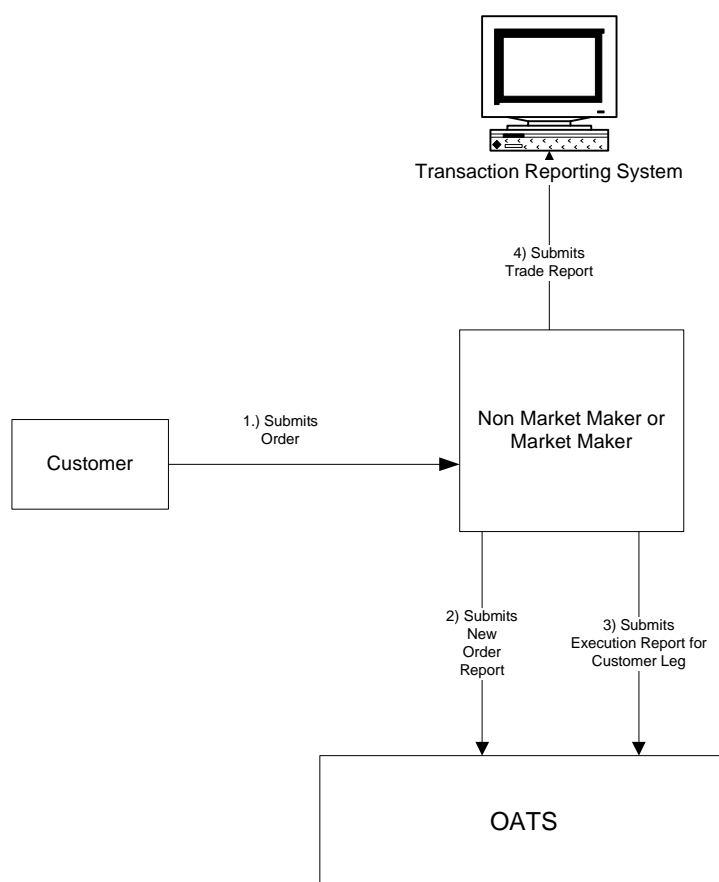 Transaction Reporting System
4) Submits
Trade Report
Non Market Maker or
Market Maker
1.) Submits
Order
Customer
2) Submits
New
Order
Report
3) Submits
Execution Report for
Customer Leg
OATS